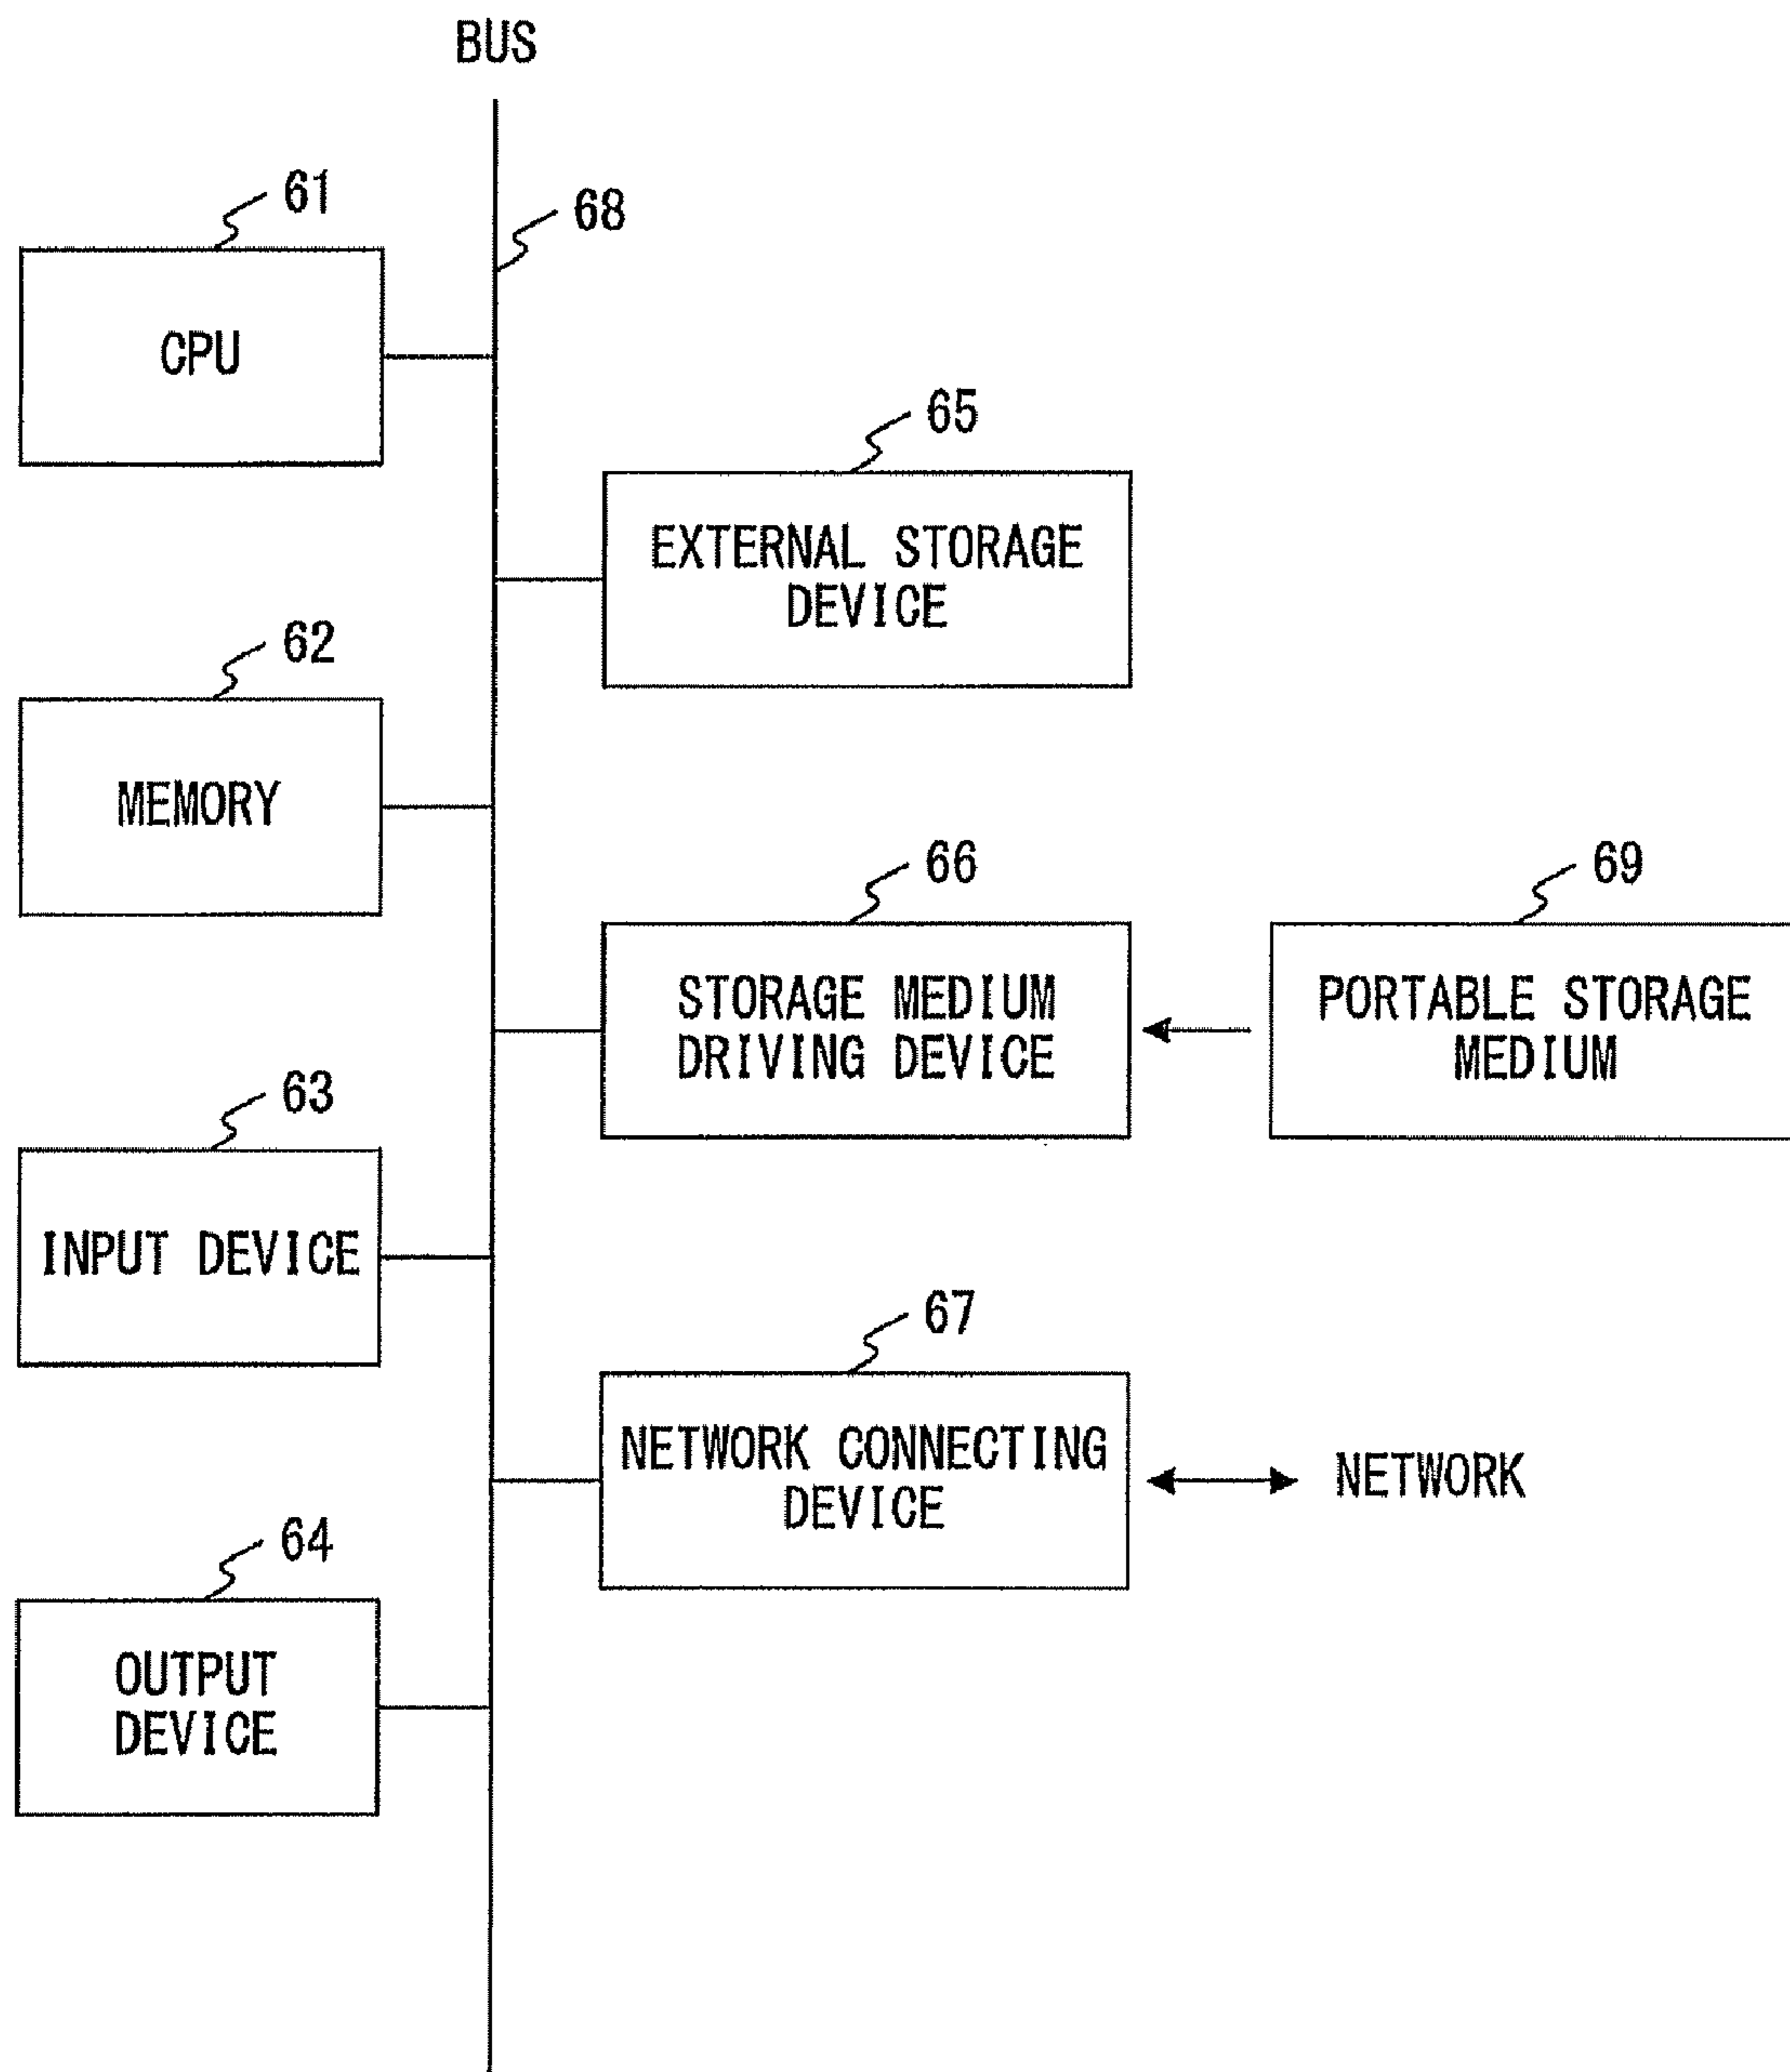 BUS
61
68
CPU
65
EXTERNAL STORAGE
DEVICE
62
MEMORY
66
69
STORAGE MEDIUM
DRIVING DEVICE
PORTABLE STORAGE
MEDIUM
63
INPUT DEVICE
67
NETWORK CONNECTING
DEVICE
NETWORK
64
OUTPUT
DEVICE